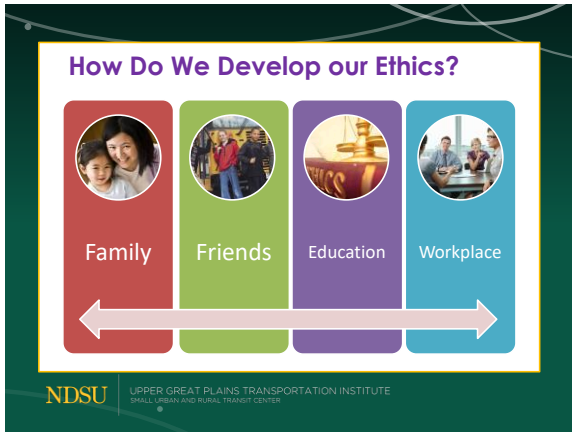 How Do We Develop our Ethics?
ETHICS
Family
Friends
Education
Workplace
NDSU
UPPER GREAT PLAINS TRANSPORTATION INSTITUTE
SMALL URBAN AND RURAL TRANSIT CENTER